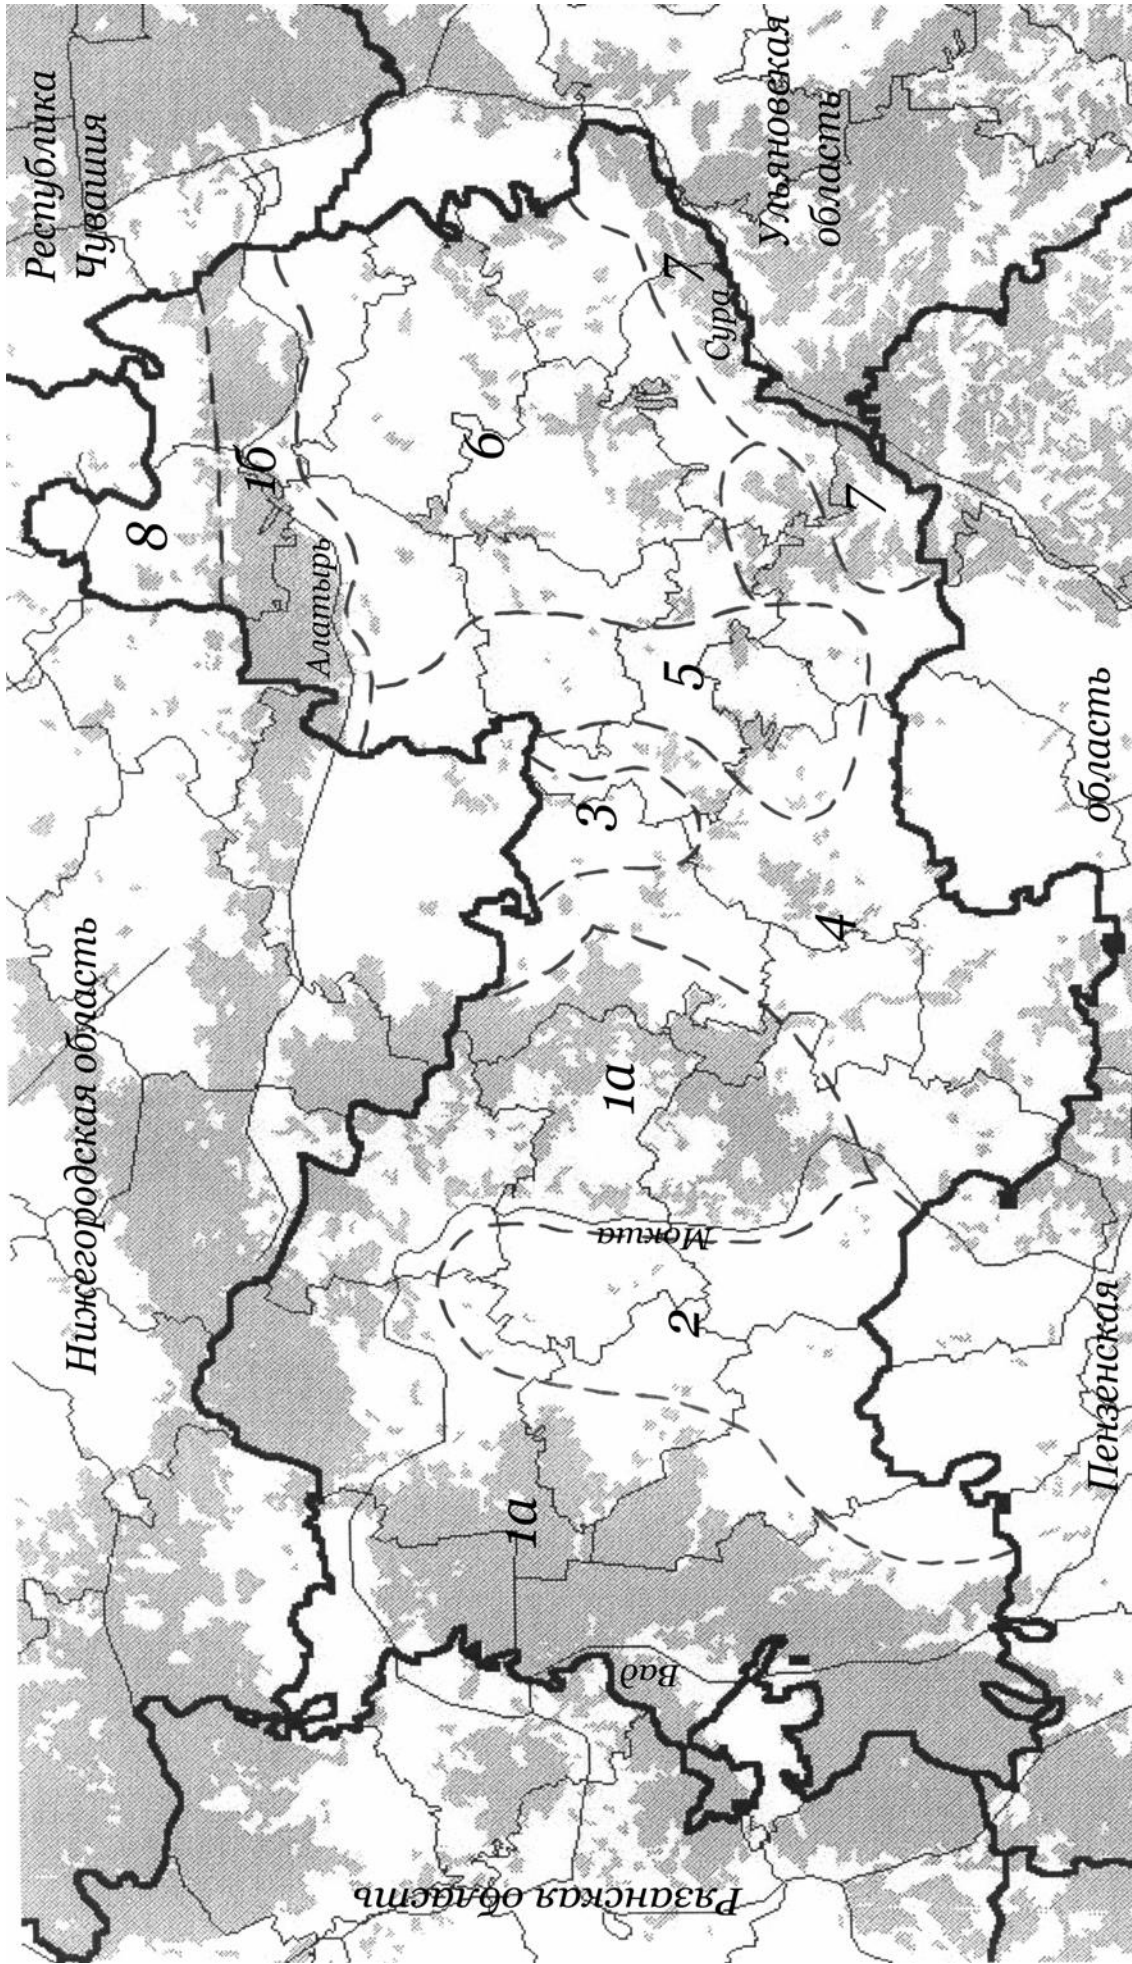 Республика
Чувашия
Нижегородская область
8
1б
Алатырь
6
Ульяновская
область
7
Сура
7
5
3
4
1а
Мокша
2
1а
Вад
Рязанская область
Пензенская
область